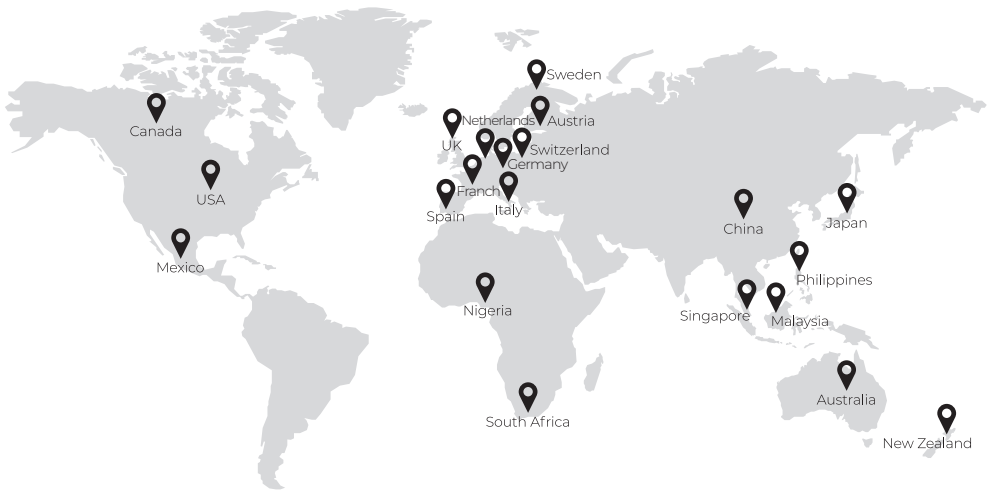 Sweden
Canada
Netherlands
Austria
UK
Switzerland
Germany
USA
Franch
Italy
Spain
China
Japan
Mexico
Philippines
Nigeria
Singapore
Malaysia
Australia
South Africa
New Zealand